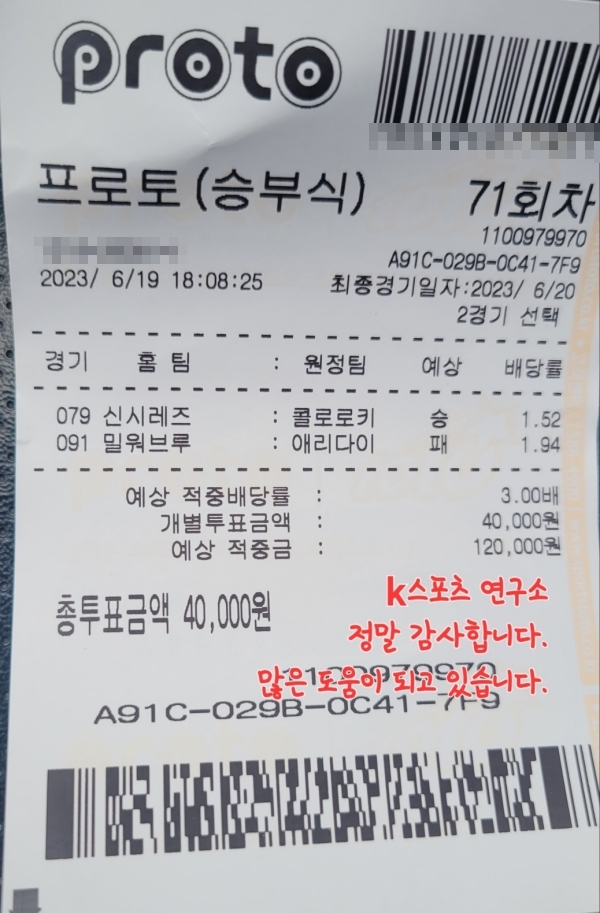 proto
프로토(승부식) 71회차
1100979970
A91C-029B-0C41-7F9
2023/ 6/19 18:08:25 최종경기일자:2023/ 6/20
2경기 선택
경기 홈 팀 : 원정팀 예상 배당률
079 신시레즈 : 콜로로키 승 1.52
091 밀워브루 : 애리다이 패 1.94
예상 적중배당률 : 3.00배
개별투표금액 : 40,000원
예상 적중금 : 120,000원
총투표금액 40,000원
k스포츠 연구소
정말 감사합니다.
많은 도움이 되고 있습니다.
A91C-029B-0C41-7F9